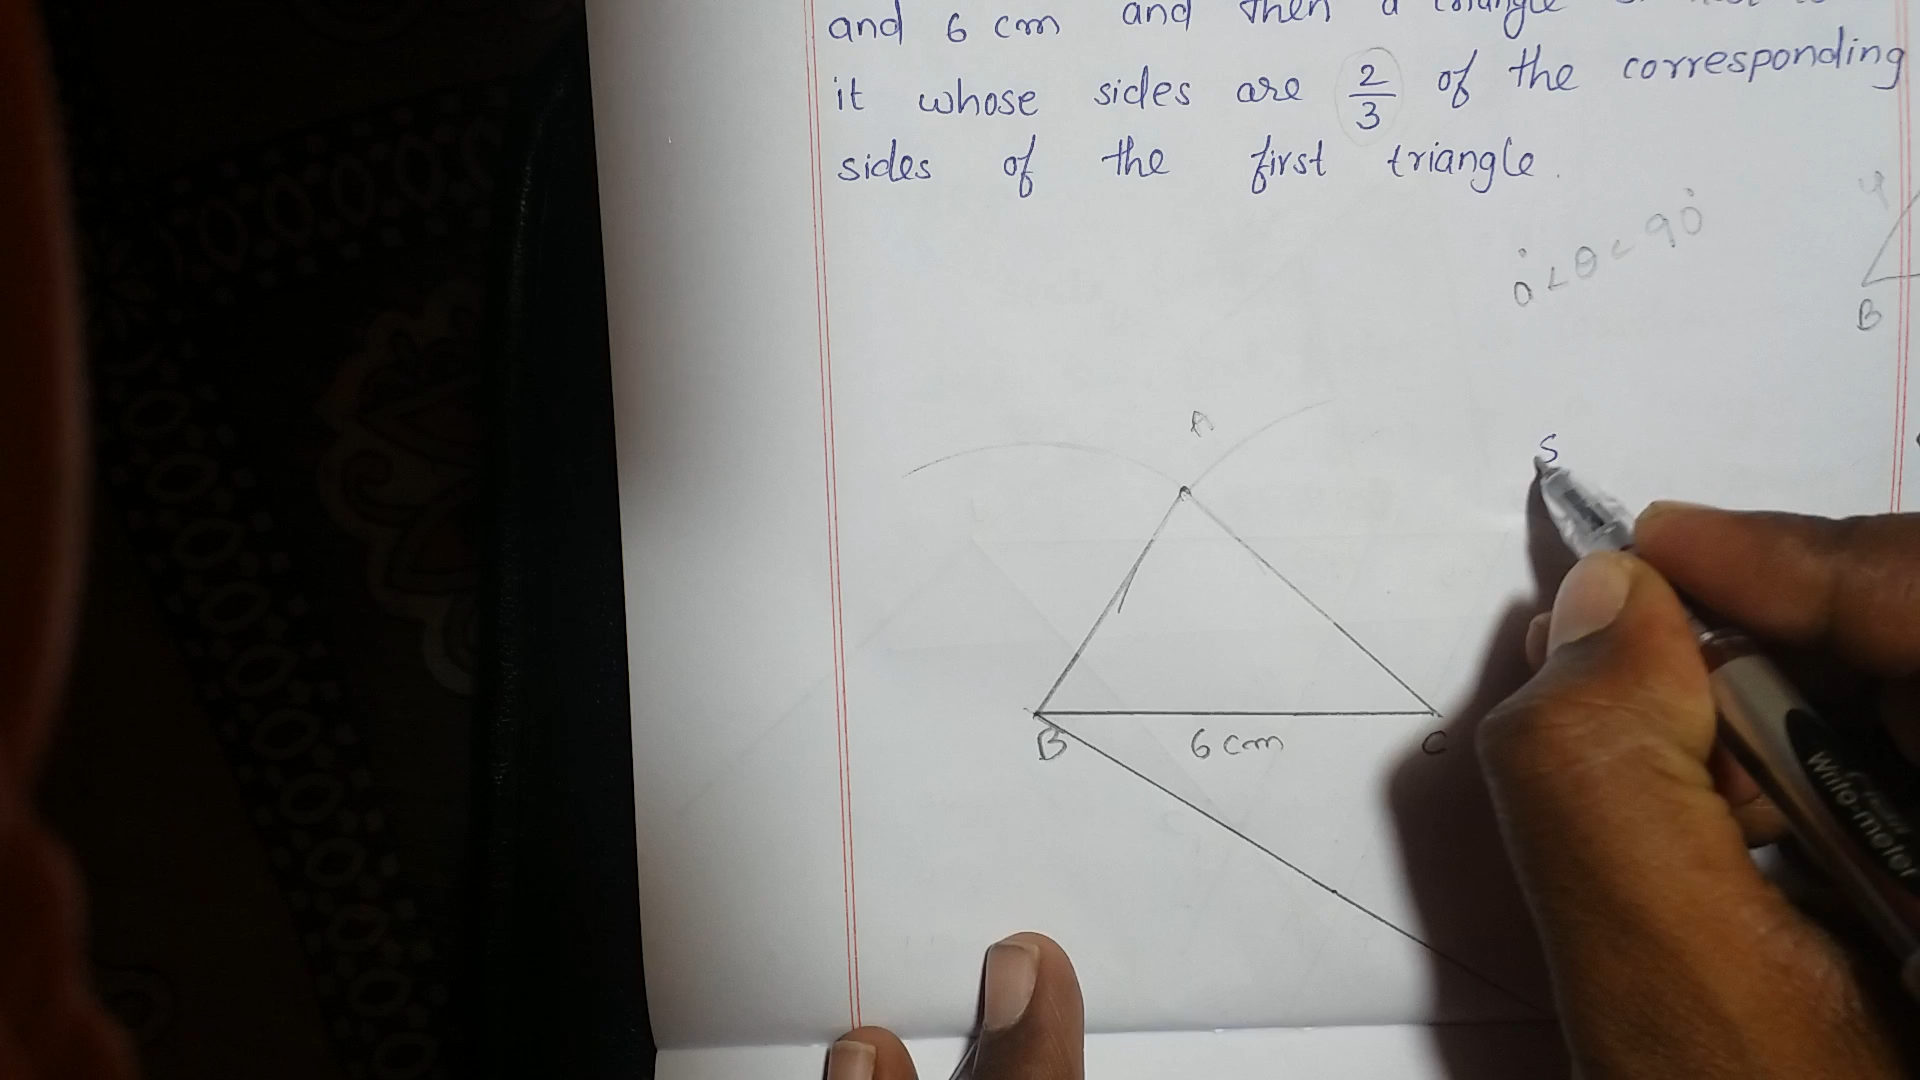 and 6 cm and then a triangle
it whose sides are 2/3 of the corresponding
sides of the first triangle.
0° < θ < 90°
B
A
S
B 6 cm C